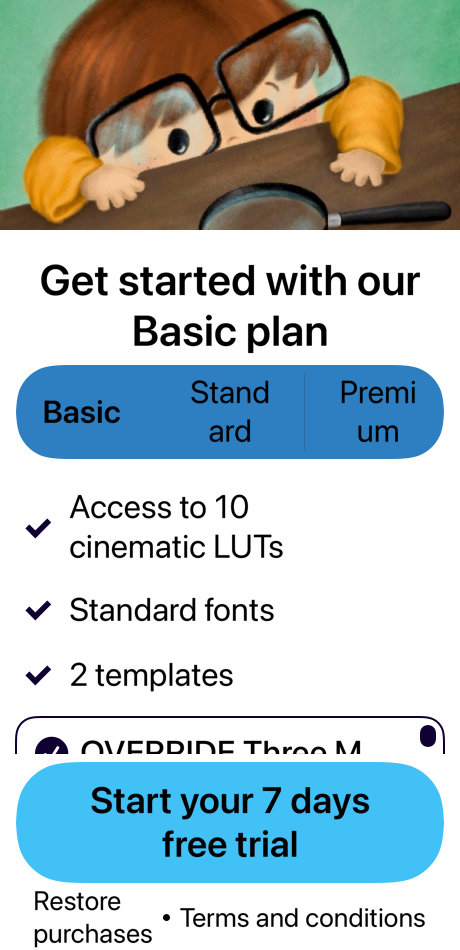 Get started with our
Basic plan
Basic
Stand
ard
Premi
um
Access to 10
cinematic LUTs
Standard fonts
2 templates
OVERRIDE Three M
Start your 7 days
free trial
Restore
purchases
• Terms and conditions